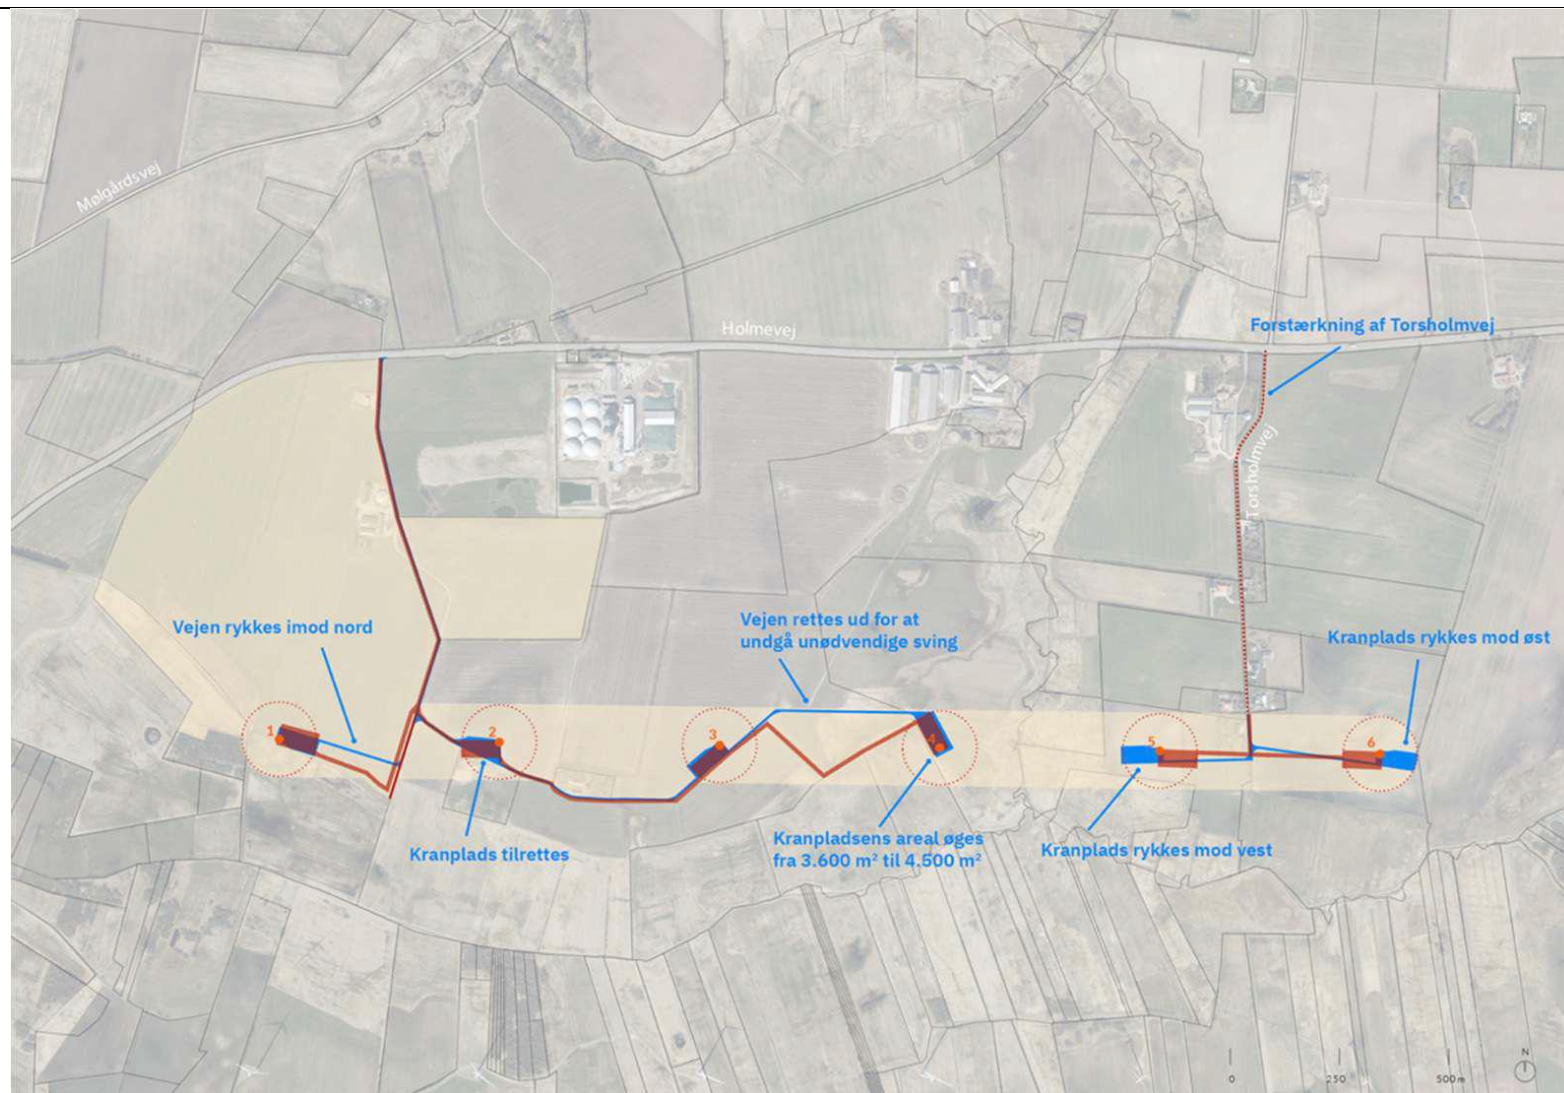 Mølgårdsvej
Holmevej
Forstærkning af Torsholmvej
Torsholmvej
Vejen rykkes imod nord
Vejen rettes ud for at
undgå unødvendige sving
Kranplads rykkes mod øst
1
2
3
4
5
6
Kranplads tilrettes
Kranpladsens areal øges
fra 3.600 m² til 4.500 m²
Kranplads rykkes mod vest
N
0
250
500m